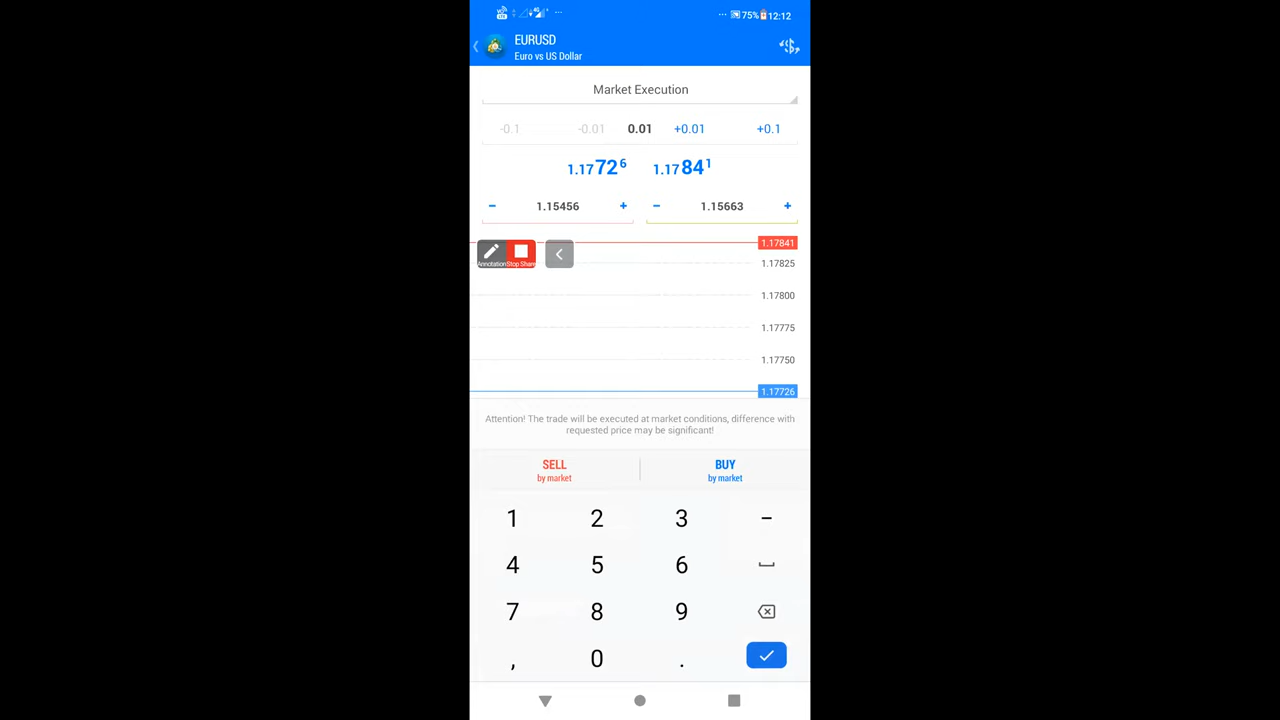 75% 12:12
EURUSD
Euro vs US Dollar
Market Execution
-0.1 -0.01 0.01 +0.01 +0.1
1.17726 1.17841
- 1.15456 + - 1.15663 +
1.17841
Annotation Stop Share
1.17825
1.17800
1.17775
1.17750
1.17726
Attention! The trade will be executed at market conditions, difference with
requested price may be significant!
SELL BUY
by market by market
1 2 3 -
4 5 6
7 8 9
, 0 .